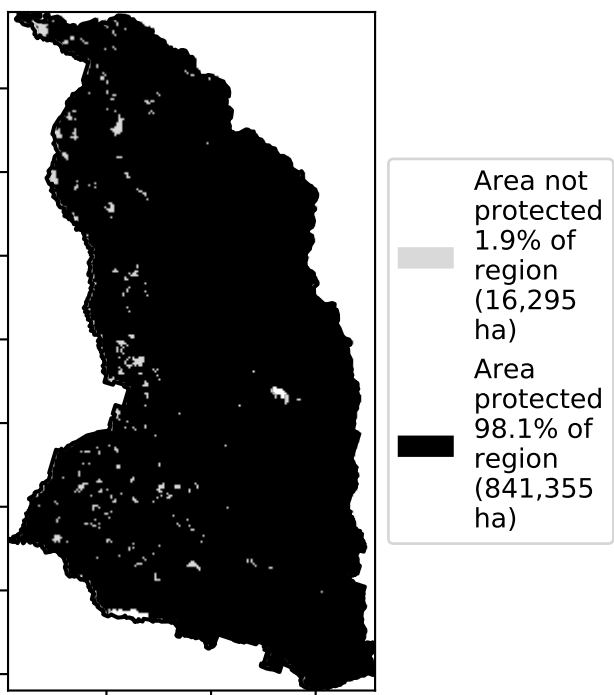 Area not
protected
1.9% of
region
(16,295
ha)
Area
protected
98.1% of
region
(841,355
ha)